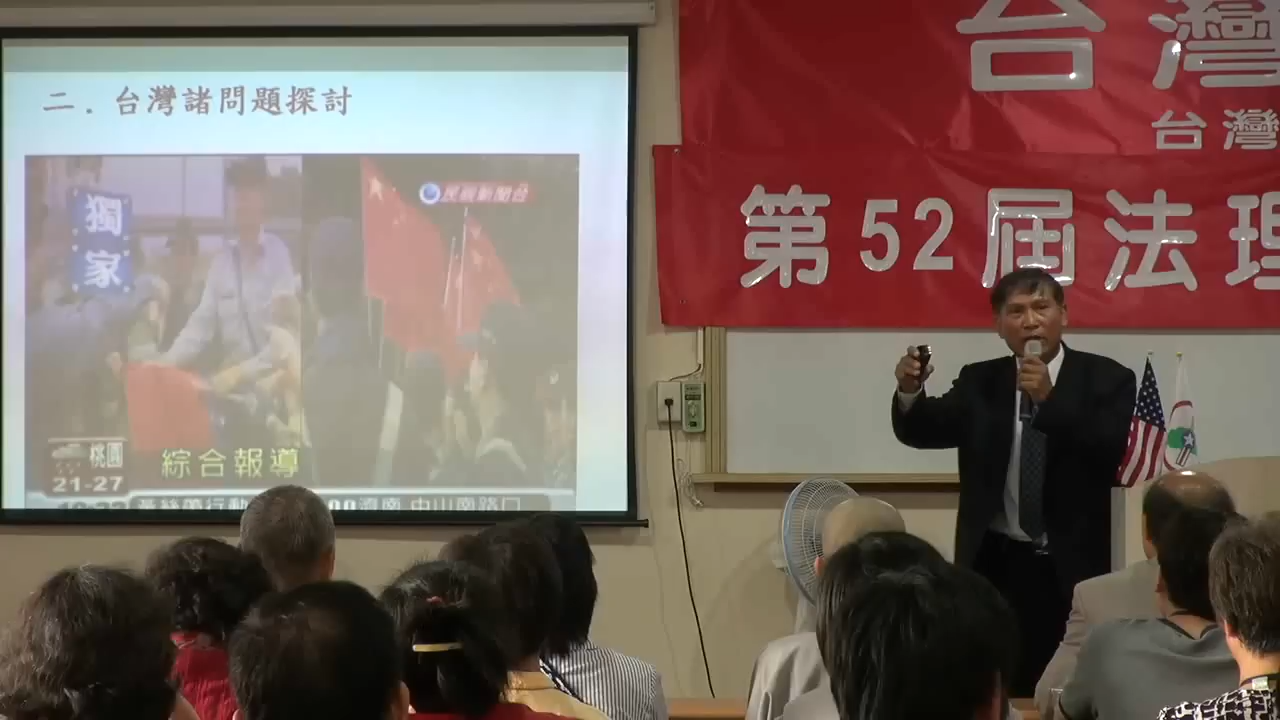 二. 台灣諸問題探討
獨家
民視新聞台
桃園
21-27
綜合報導
台灣
台灣
第52屆法理